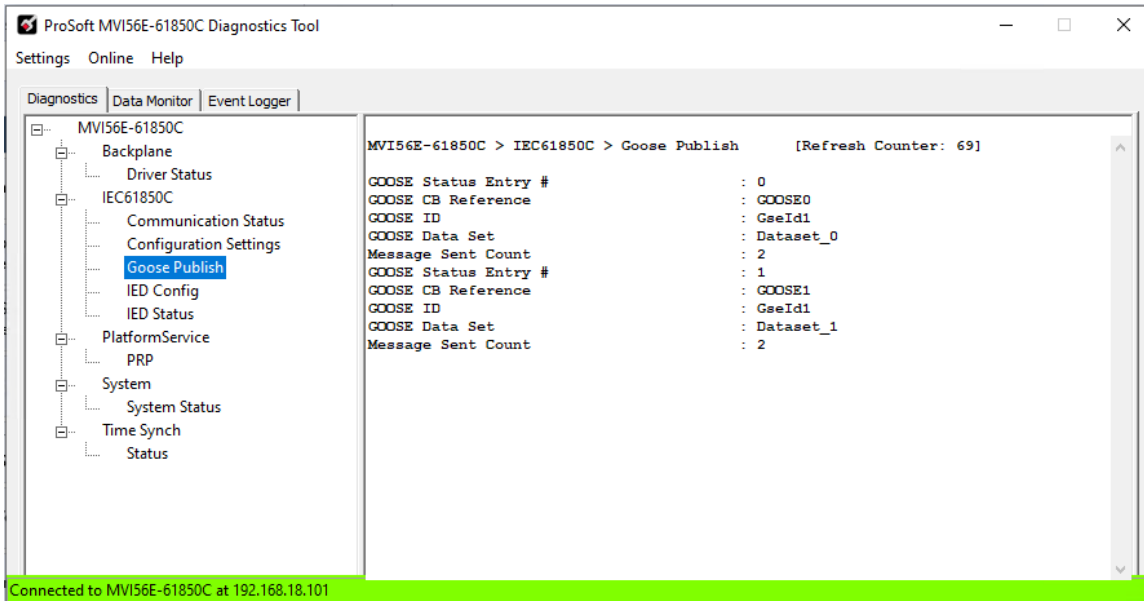 ProSoft MVI56E-61850C Diagnostics Tool
Settings Online Help
Diagnostics Data Monitor Event Logger
MVI56E-61850C
Backplane
Driver Status
IEC61850C
Communication Status
Configuration Settings
Goose Publish
IED Config
IED Status
PlatformService
PRP
System
System Status
Time Synch
Status
MVI56E-61850C > IEC61850C > Goose Publish [Refresh Counter: 69]
GOOSE Status Entry # : 0
GOOSE CB Reference : GOOSE0
GOOSE ID : GseId1
GOOSE Data Set : Dataset_0
Message Sent Count : 2
GOOSE Status Entry # : 1
GOOSE CB Reference : GOOSE1
GOOSE ID : GseId1
GOOSE Data Set : Dataset_1
Message Sent Count : 2
Connected to MVI56E-61850C at 192.168.18.101